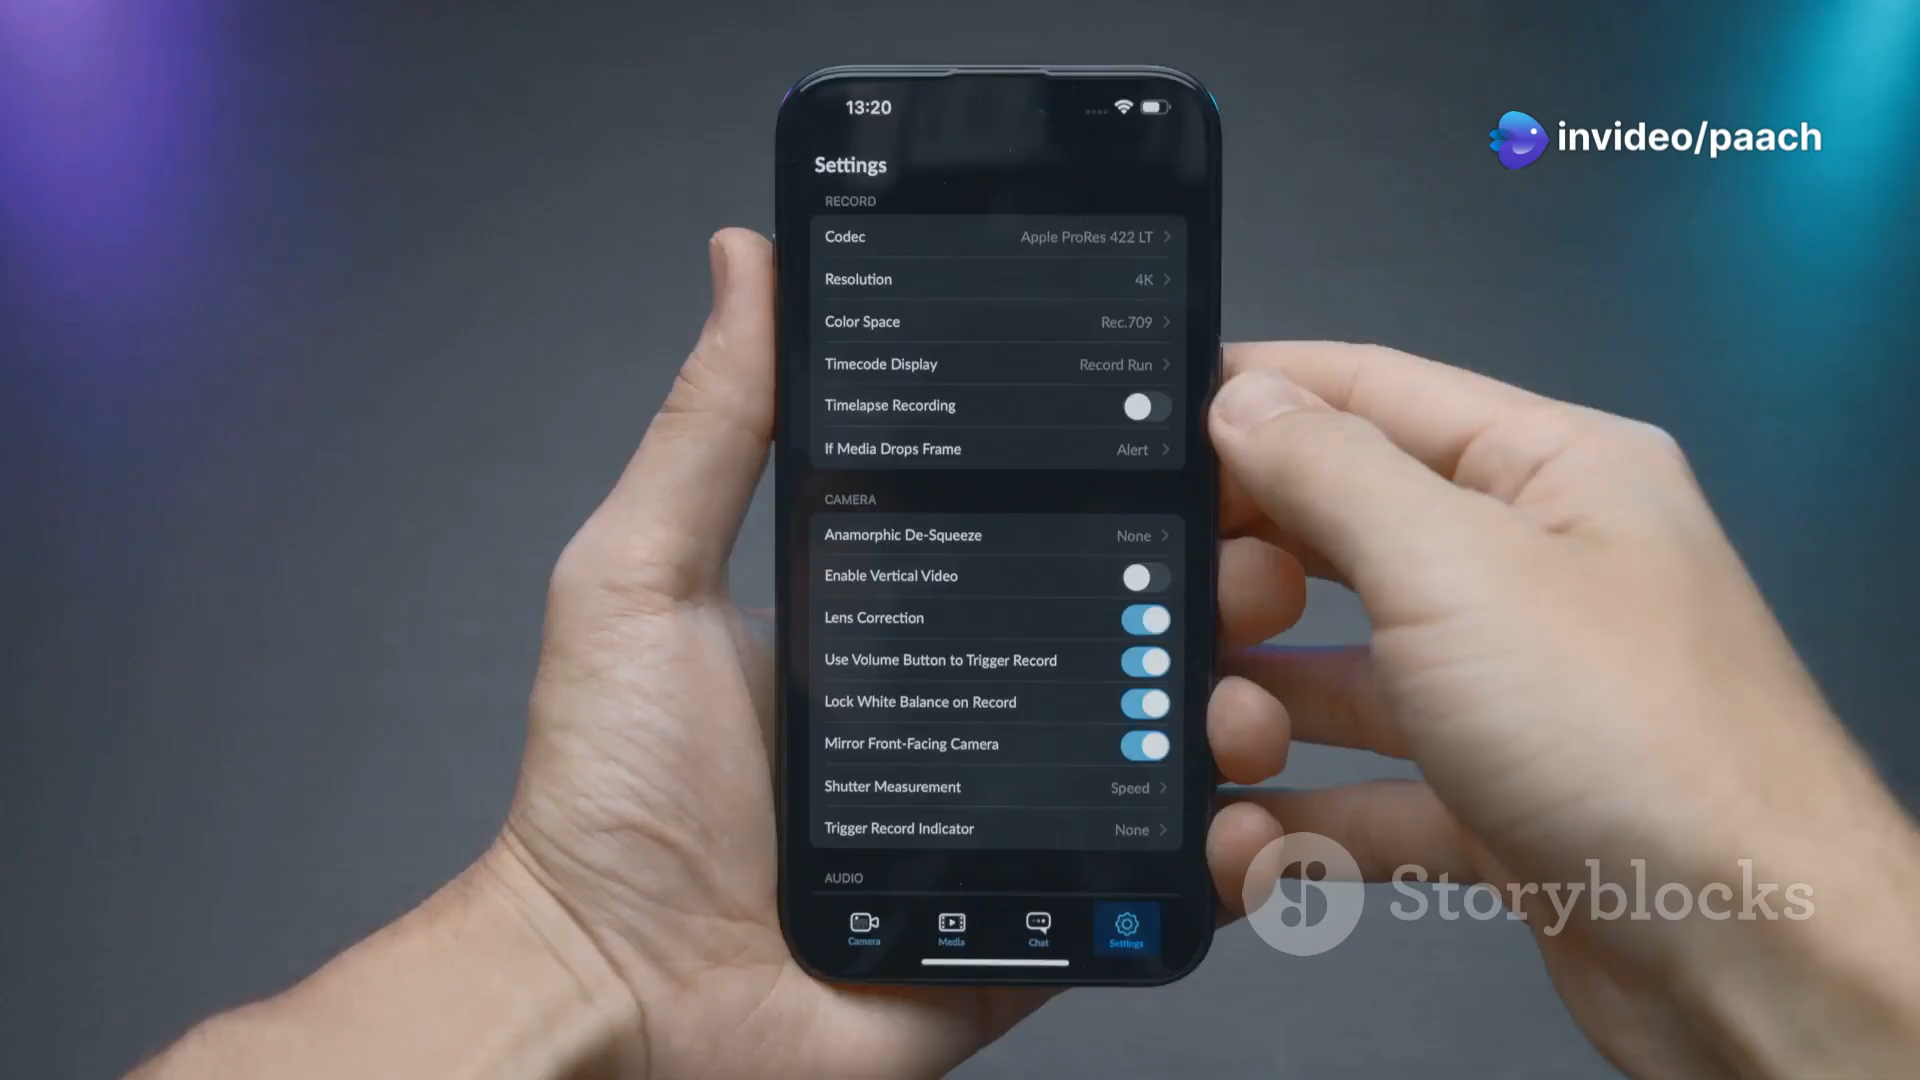 13:20
invideo/paach
Settings
RECORD
Codec Apple ProRes 422 LT
Resolution 4K
Color Space Rec.709
Timecode Display Record Run
Timelapse Recording
If Media Drops Frame Alert
CAMERA
Anamorphic De-Squeeze None
Enable Vertical Video
Lens Correction
Use Volume Button to Trigger Record
Lock White Balance on Record
Mirror Front-Facing Camera
Shutter Measurement Speed
Trigger Record Indicator None
AUDIO
Storyblocks
Camera Media Chat Settings